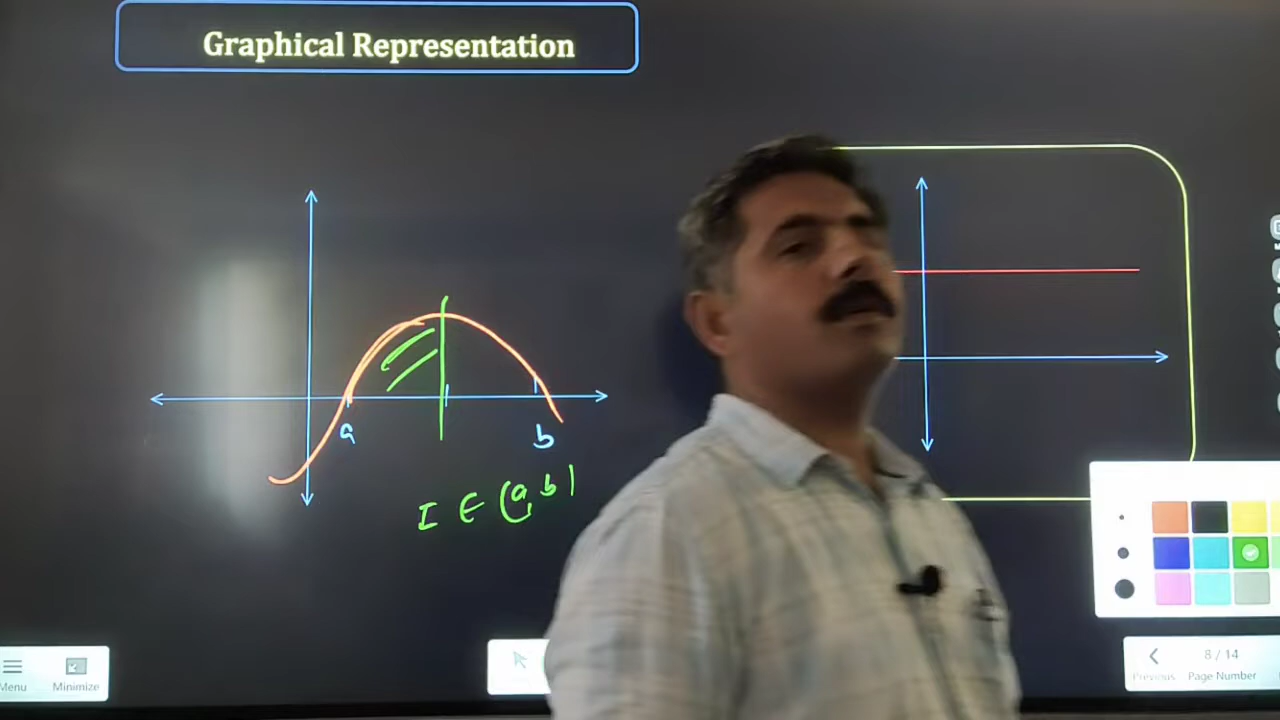 Graphical Representation
a
b
I ∈ (a, b)
Menu
Minimize
8 / 14
Previous
Page Number